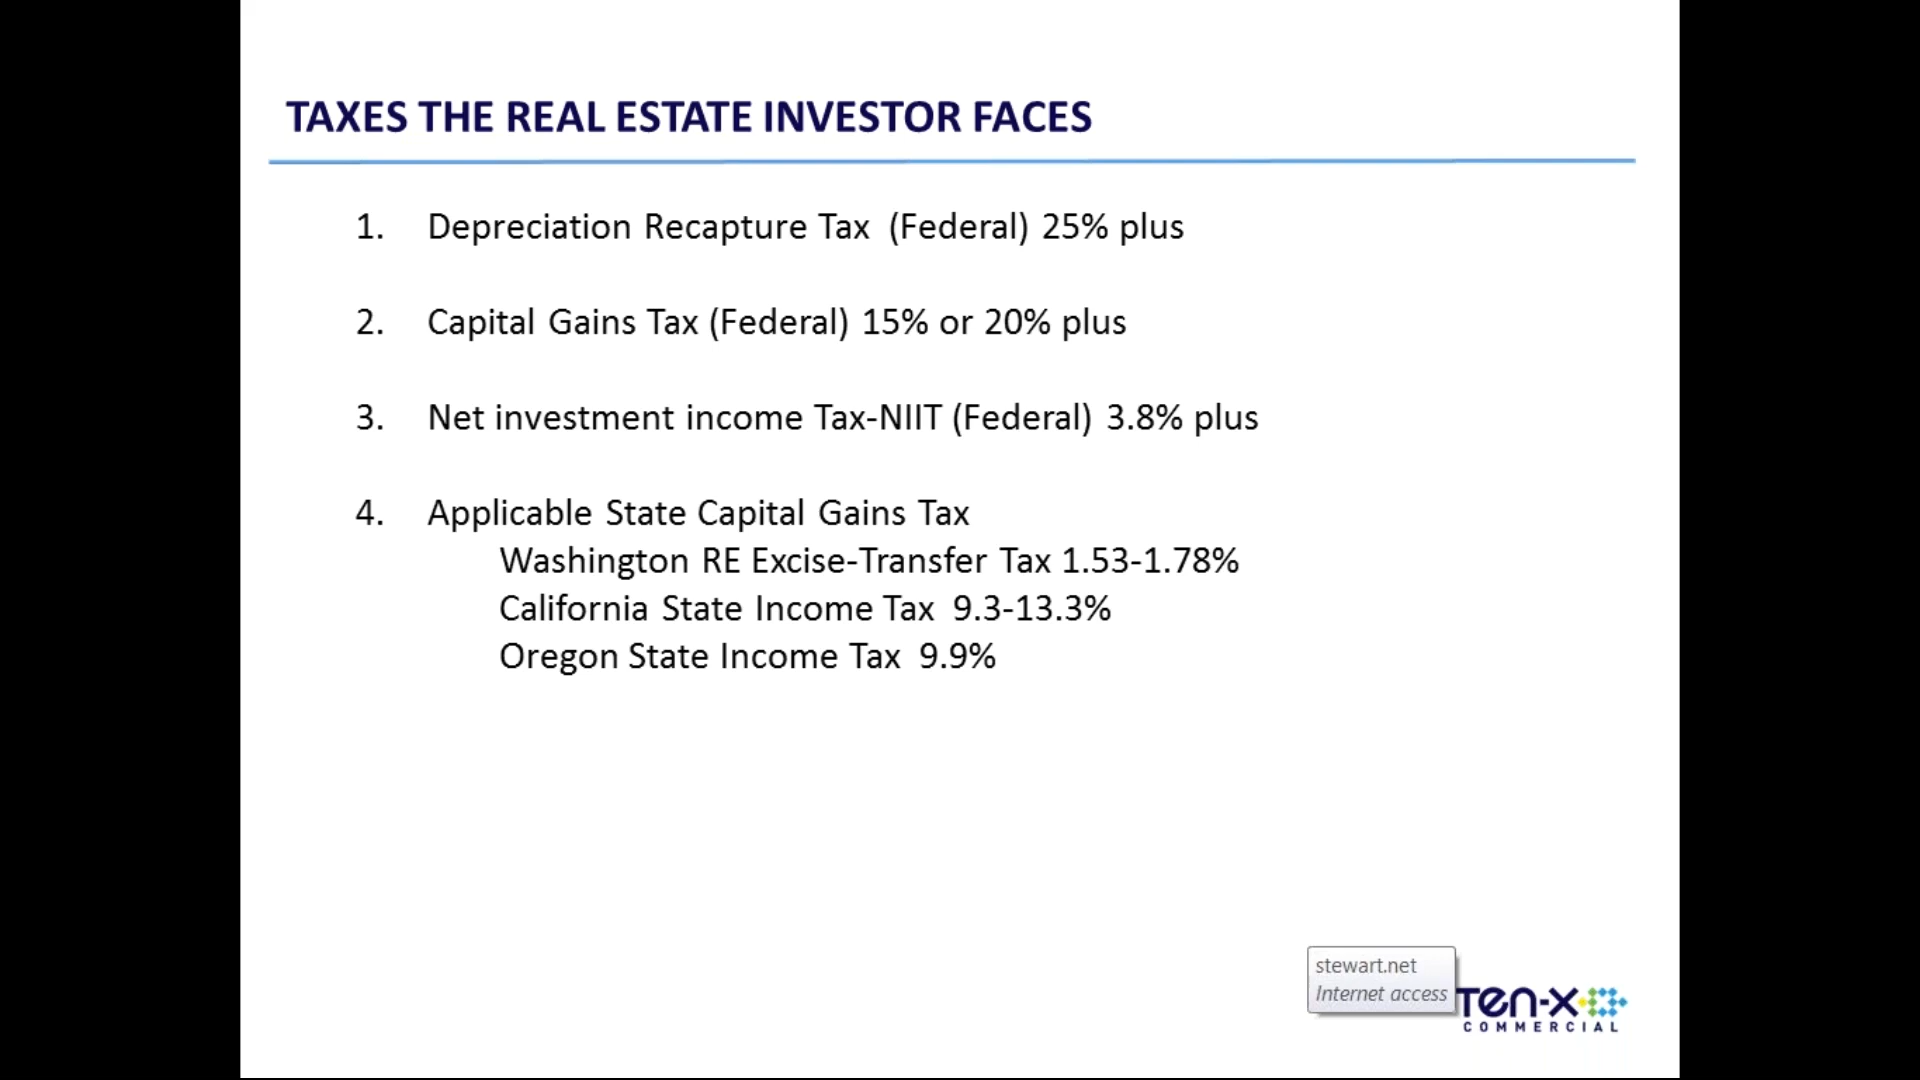 TAXES THE REAL ESTATE INVESTOR FACES
1. Depreciation Recapture Tax (Federal) 25% plus
2. Capital Gains Tax (Federal) 15% or 20% plus
3. Net investment income Tax-NIIT (Federal) 3.8% plus
4. Applicable State Capital Gains Tax
Washington RE Excise-Transfer Tax 1.53-1.78%
California State Income Tax 9.3-13.3%
Oregon State Income Tax 9.9%
stewart.net
Internet access
Ten-X
COMMERCIAL